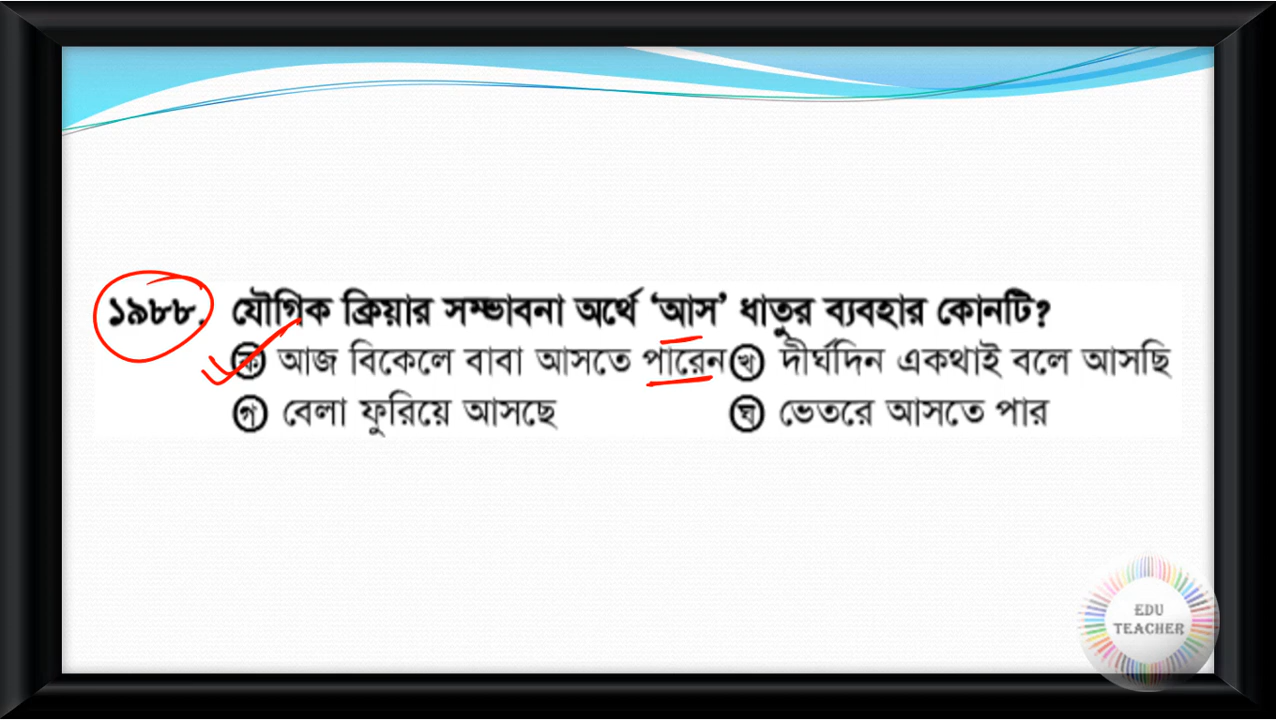 ১৯৮৮. যৌগিক ক্রিয়ার সম্ভাবনা অর্থে ‘আস’ ধাতুর ব্যবহার কোনটি?
ক আজ বিকেলে বাবা আসতে পারেন খ দীর্ঘদিন একথাই বলে আসছি
গ বেলা ফুরিয়ে আসছে ঘ ভেতরে আসতে পার
EDU
TEACHER